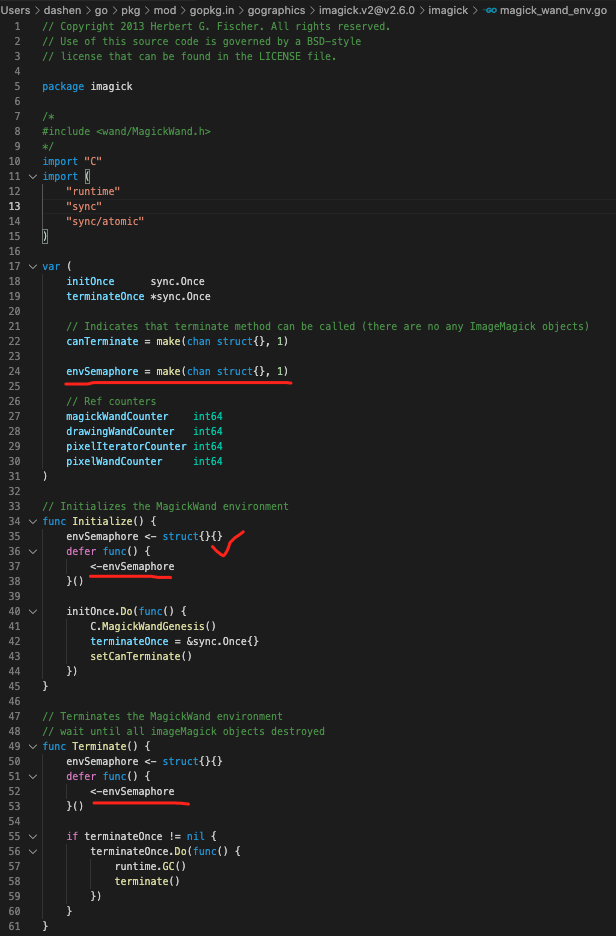 Users > dashen > go > pkg > mod > gopkg.in > gographics > imagick.v2@v2.6.0 > imagick > magick_wand_env.go
1 // Copyright 2013 Herbert G. Fischer. All rights reserved.
2 // Use of this source code is governed by a BSD-style
3 // license that can be found in the LICENSE file.
4
5 package imagick
6
7 /*
8 #include <wand/MagickWand.h>
9 */
10 import "C"
11 import (
12     "runtime"
13     "sync"
14     "sync/atomic"
15 )
16
17 var (
18     initOnce      sync.Once
19     terminateOnce *sync.Once
20
21     // Indicates that terminate method can be called (there are no any ImageMagick objects)
22     canTerminate = make(chan struct{}, 1)
23
24     envSemaphore = make(chan struct{}, 1)
25
26     // Ref counters
27     magickWandCounter    int64
28     drawingWandCounter   int64
29     pixelIteratorCounter int64
30     pixelWandCounter     int64
31 )
32
33 // Initializes the MagickWand environment
34 func Initialize() {
35     envSemaphore <- struct{}{}
36     defer func() {
37         <-envSemaphore
38     }()
39
40     initOnce.Do(func() {
41         C.MagickWandGenesis()
42         terminateOnce = &sync.Once{}
43         setCanTerminate()
44     })
45 }
46
47 // Terminates the MagickWand environment
48 // wait until all imageMagick objects destroyed
49 func Terminate() {
50     envSemaphore <- struct{}{}
51     defer func() {
52         <-envSemaphore
53     }()
54
55     if terminateOnce != nil {
56         terminateOnce.Do(func() {
57             runtime.GC()
58             terminate()
59         })
60     }
61 }